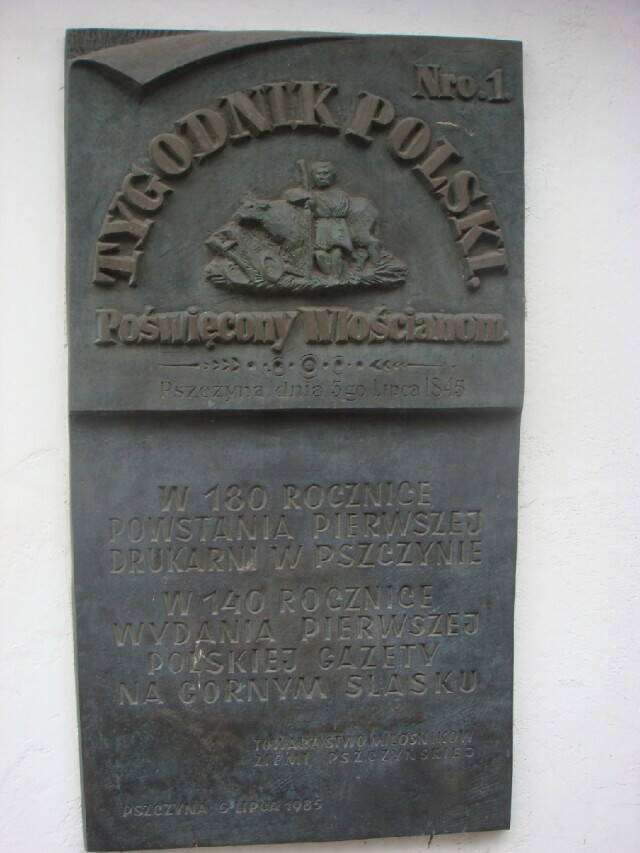 Nro. 1
TYGODNIK POLSKI.
Poświęcony Włościanom.
Pszczyna dnia 5go Lipca 1845
W 180 ROCZNICĘ
POWSTANIA PIERWSZEJ
DRUKARNI W PSZCZYNIE
W 140 ROCZNICĘ
WYDANIA PIERWSZEJ
POLSKIEJ GAZETY
NA GÓRNYM ŚLĄSKU
TOWARZYSTWO MIŁOŚNIKÓW
ZIEMI PSZCZYŃSKIEJ
PSZCZYNA 5 LIPCA 1985